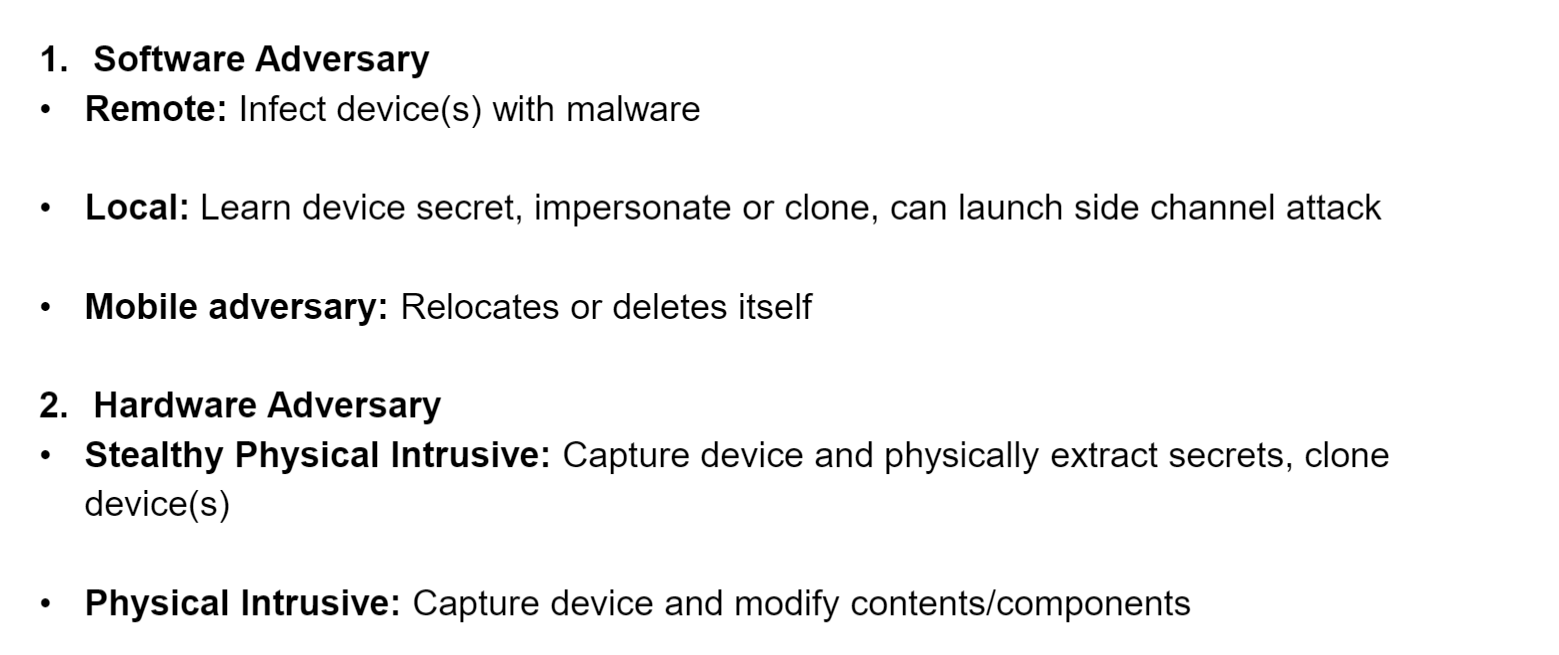 1. Software Adversary
• Remote: Infect device(s) with malware
• Local: Learn device secret, impersonate or clone, can launch side channel attack
• Mobile adversary: Relocates or deletes itself
2. Hardware Adversary
• Stealthy Physical Intrusive: Capture device and physically extract secrets, clone
device(s)
• Physical Intrusive: Capture device and modify contents/components